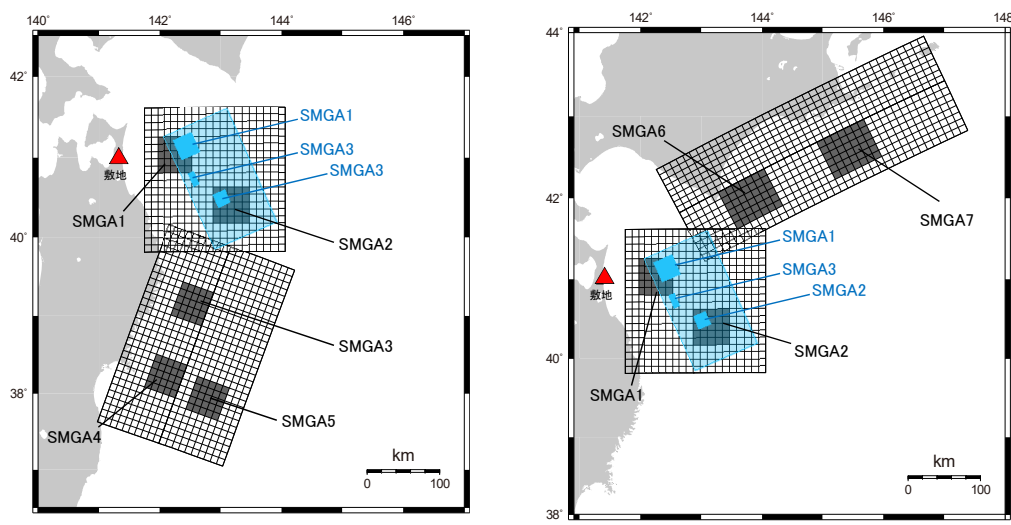 140°
142°
144°
146°
42°
40°
38°
SMGA1
SMGA3
SMGA3
敷地
SMGA1
SMGA2
SMGA3
SMGA4
SMGA5
km
0 100
142°
144°
146°
148°
44°
42°
40°
38°
SMGA6
SMGA7
SMGA1
SMGA3
SMGA2
敷地
SMGA2
SMGA1
km
0 100